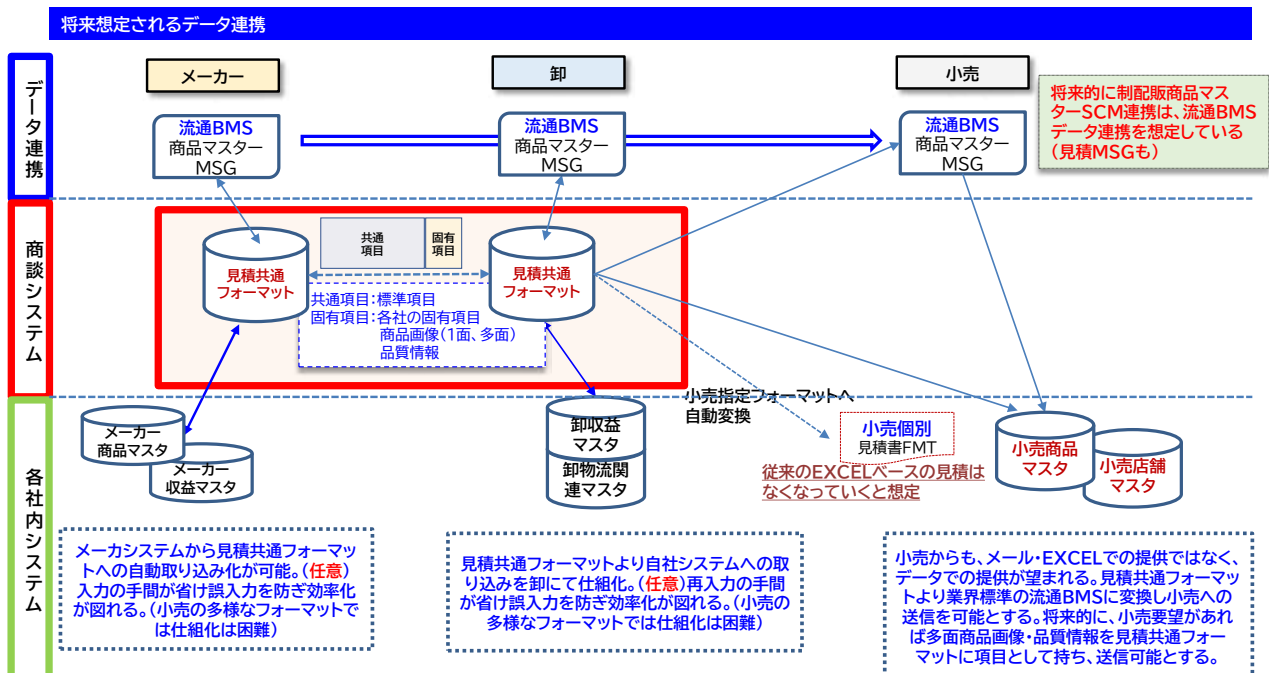 将来想定されるデータ連携
データ連携
メーカー
卸
小売
流通BMS
商品マスター
MSG
流通BMS
商品マスター
MSG
流通BMS
商品マスター
MSG
将来的に制配販商品マス
ターSCM連携は、流通BMS
データ連携を想定している
(見積MSGも)
商談システム
見積共通
フォーマット
共通
項目
固有
項目
見積共通
フォーマット
共通項目:標準項目
固有項目:各社の固有項目
商品画像(1面、多面)
品質情報
各社内システム
メーカー
商品マスタ
メーカー
収益マスタ
卸収益
マスタ
卸物流関
連マスタ
小売指定フォーマットへ
自動変換
小売個別
見積書FMT
従来のEXCELベースの見積は
なくなっていくと想定
小売商品
マスタ
小売店舗
マスタ
メーカシステムから見積共通フォーマッ
トへの自動取り込み化が可能。(任意)
入力の手間が省け誤入力を防ぎ効率化
が図れる。(小売の多様なフォーマットで
は仕組化は困難)
見積共通フォーマットより自社システムへの取
り込みを卸にて仕組化。(任意)再入力の手間
が省け誤入力を防ぎ効率化が図れる。(小売の
多様なフォーマットでは仕組化は困難)
小売からも、メール・EXCELでの提供ではなく、
データでの提供が望まれる。見積共通フォーマッ
トより業界標準の流通BMSに変換し小売への
送信を可能とする。将来的に、小売要望があれ
ば多面商品画像・品質情報を見積共通フォー
マットに項目として持ち、送信可能とする。